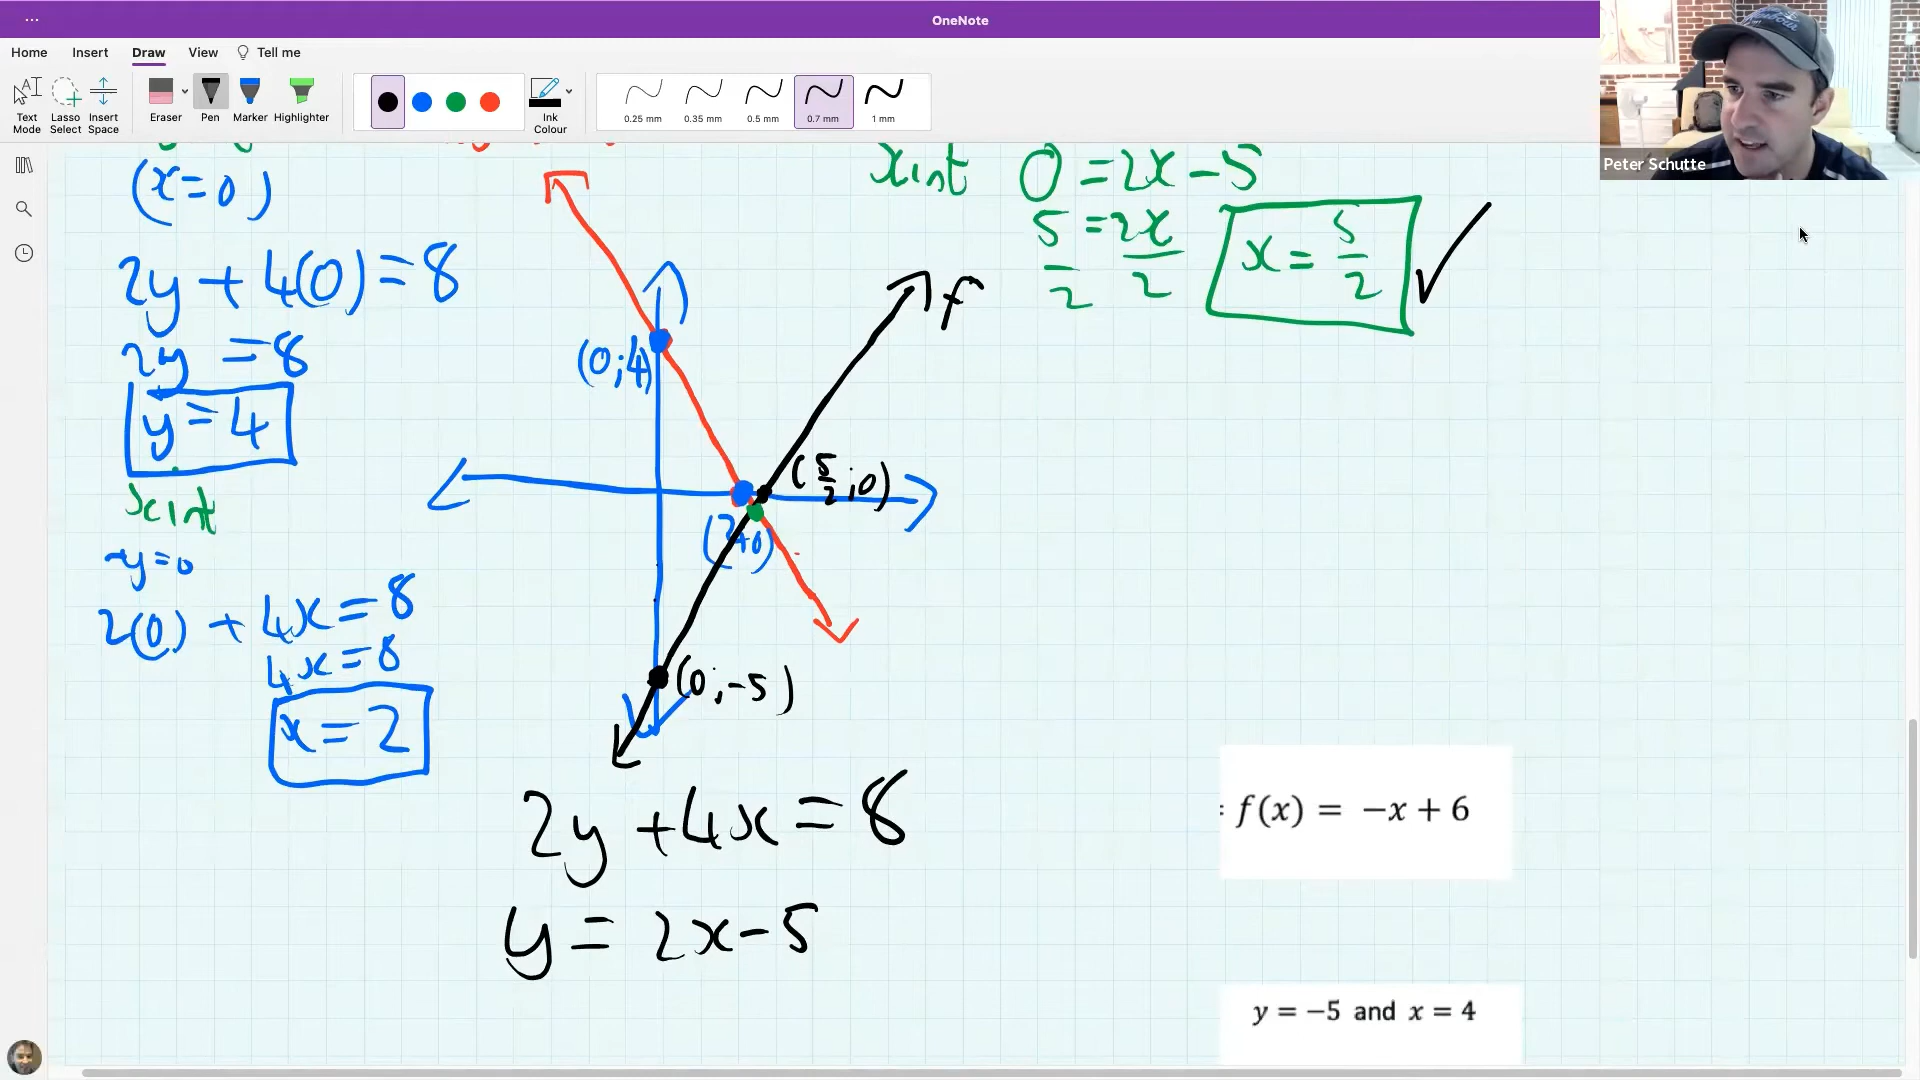 OneNote
Home Insert Draw View Tell me
Text Mode
Lasso Select
Insert Space
Eraser
Pen
Marker
Highlighter
Ink Colour
0.25 mm
0.35 mm
0.5 mm
0.7 mm
1 mm
Peter Schutte
(x=0)
2y + 4(0) = 8
2y = 8
y = 4
x int
y=0
2(0) + 4x = 8
4x = 8
x = 2
(0;4)
f
(5/2;0)
(0;-5)
2y + 4x = 8
y = 2x - 5
x int 0 = 2x - 5
5/2 = 2x/2
x = 5/2
: f(x) = −x + 6
y = −5 and x = 4